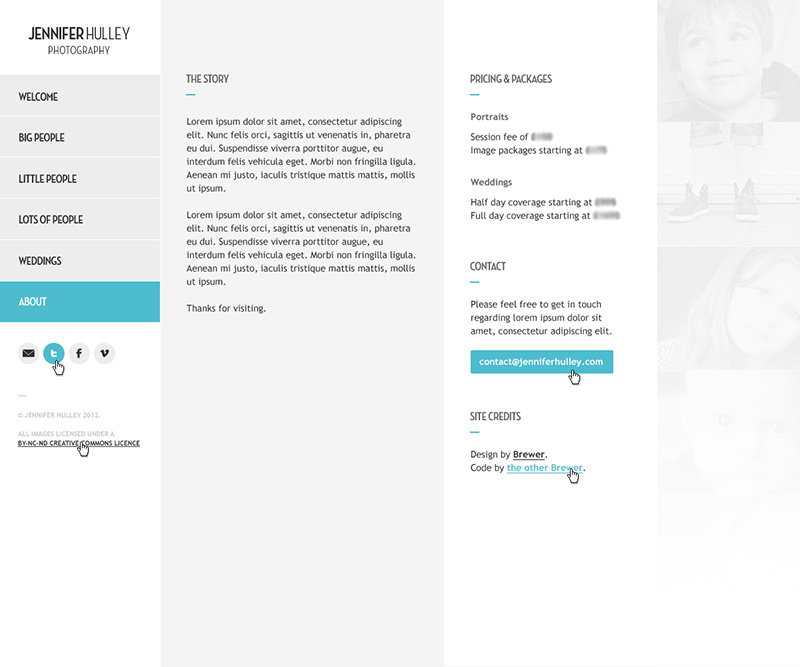 JENNIFER HULLEY
PHOTOGRAPHY
WELCOME
BIG PEOPLE
LITTLE PEOPLE
LOTS OF PEOPLE
WEDDINGS
ABOUT
© JENNIFER HULLEY 2012.
ALL IMAGES LICENSED UNDER A
BY-NC-ND CREATIVE COMMONS LICENCE
THE STORY
Lorem ipsum dolor sit amet, consectetur adipiscing
elit. Nunc felis orci, sagittis ut venenatis in, pharetra
eu dui. Suspendisse viverra porttitor augue, eu
interdum felis vehicula eget. Morbi non fringilla ligula.
Aenean mi justo, iaculis tristique mattis mattis, mollis
ut ipsum.
Lorem ipsum dolor sit amet, consectetur adipiscing
elit. Nunc felis orci, sagittis ut venenatis in, pharetra
eu dui. Suspendisse viverra porttitor augue, eu
interdum felis vehicula eget. Morbi non fringilla ligula.
Aenean mi justo, iaculis tristique mattis mattis, mollis
ut ipsum.
Thanks for visiting.
PRICING & PACKAGES
Portraits
Session fee of
Image packages starting at
Weddings
Half day coverage starting at
Full day coverage starting at
CONTACT
Please feel free to get in touch
regarding lorem ipsum dolor sit
amet, consectetur adipiscing elit.
contact@jenniferhulley.com
SITE CREDITS
Design by Brewer.
Code by the other Brewer.